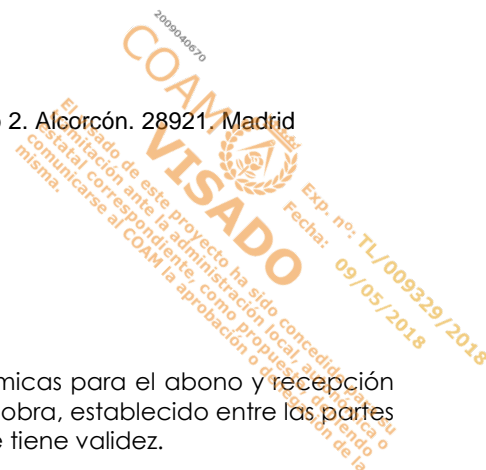 2009040670
COAM
VISADO
Exp. nº: TL/009329/2018
Fecha: 09/05/2018
El visado de este proyecto ha sido concedido para su
tramitación ante la administración local, autonómica o
estatal correspondiente, como propuesta, debiendo
comunicarse al COAM la aprobación o denegación de la
misma.
2. Alcorcón. 28921. Madrid
micas para el abono y recepción
obra, establecido entre las partes
tiene validez.